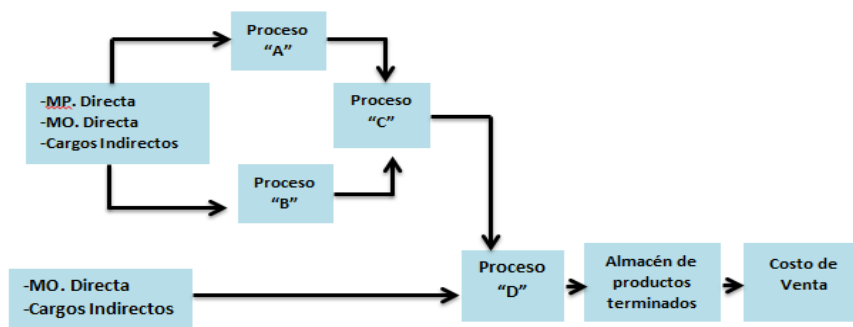 Proceso
“A”
-MP. Directa
-MO. Directa
-Cargos Indirectos
Proceso
“C”
Proceso
“B”
-MO. Directa
-Cargos Indirectos
Proceso
“D”
Almacén de
productos
terminados
Costo de
Venta